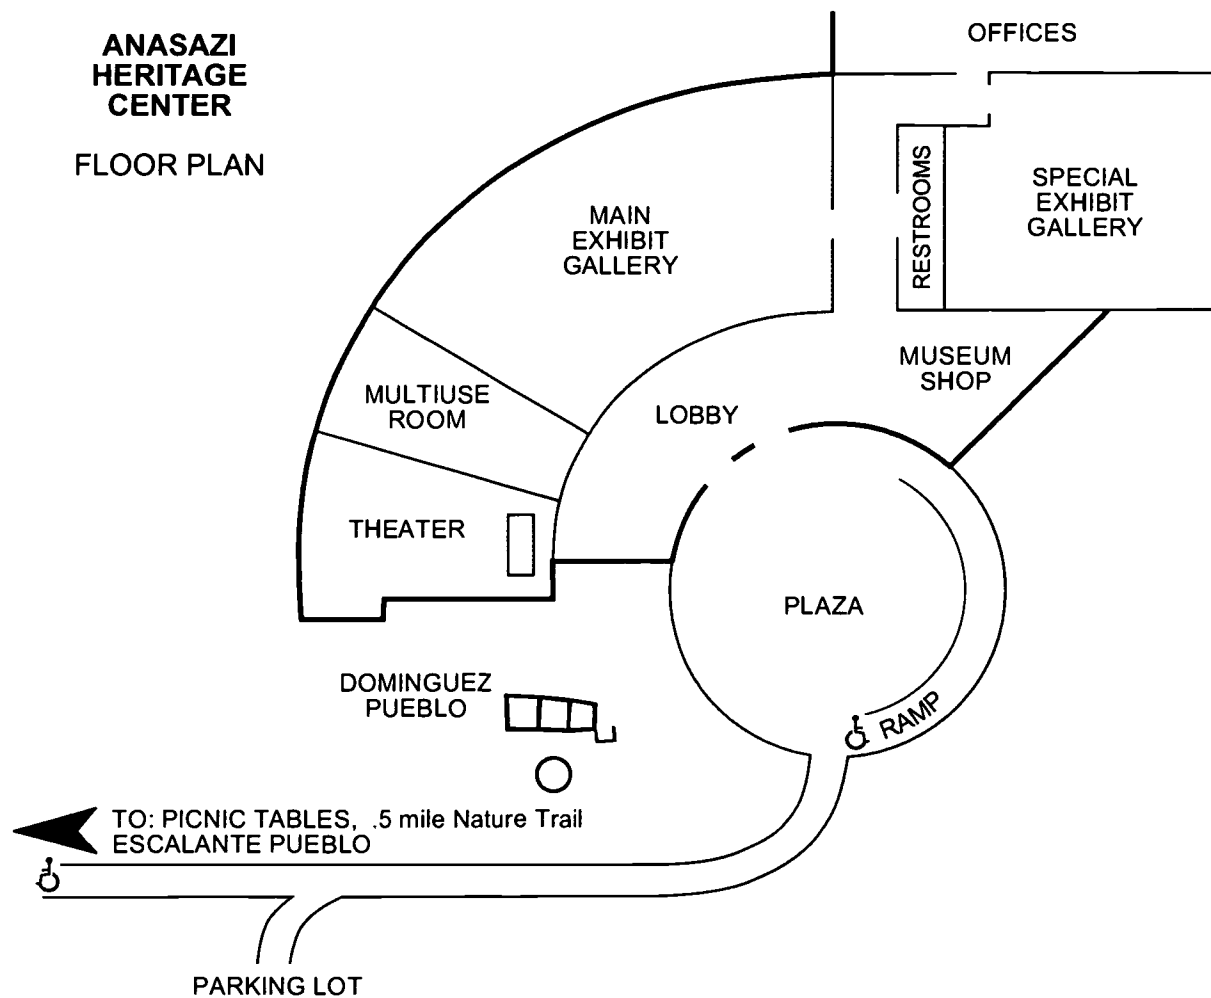 ANASAZI
HERITAGE
CENTER
FLOOR PLAN
OFFICES
RESTROOMS
SPECIAL
EXHIBIT
GALLERY
MAIN
EXHIBIT
GALLERY
MUSEUM
SHOP
MULTIUSE
ROOM
LOBBY
THEATER
PLAZA
DOMINGUEZ
PUEBLO
RAMP
TO: PICNIC TABLES, .5 mile Nature Trail
ESCALANTE PUEBLO
PARKING LOT